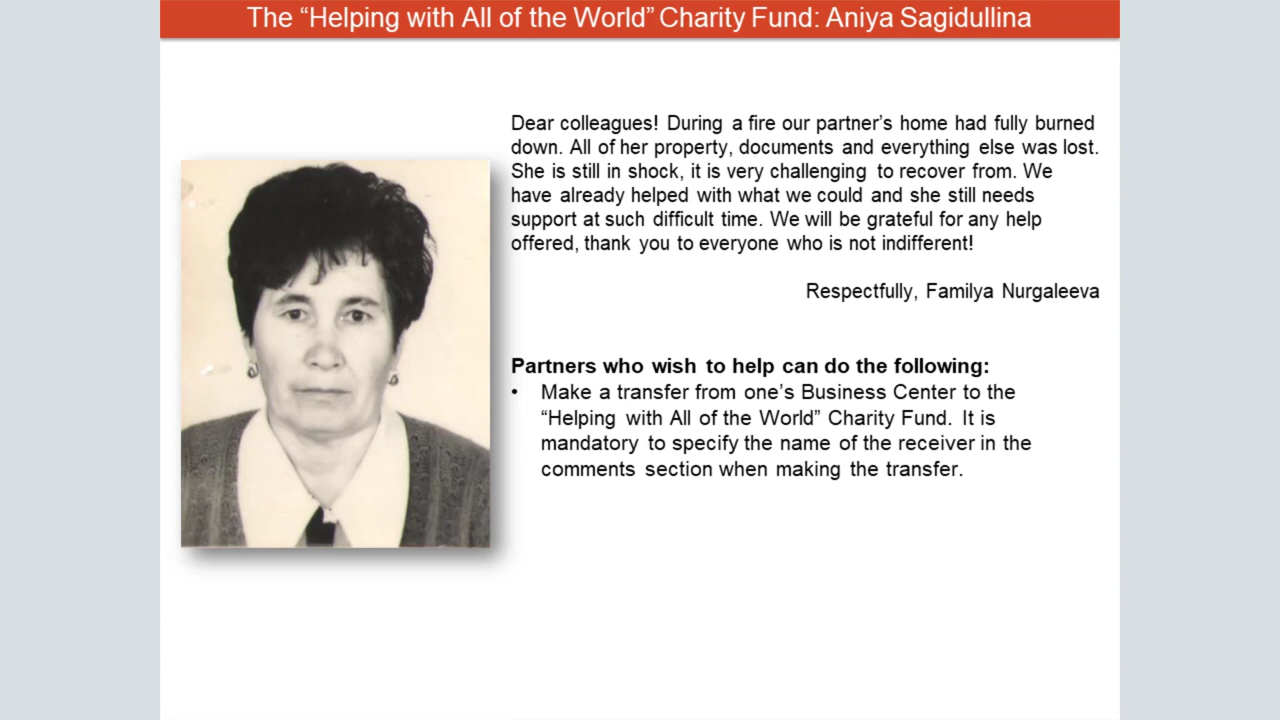 The “Helping with All of the World” Charity Fund: Aniya Sagidullina
Dear colleagues! During a fire our partner’s home had fully burned
down. All of her property, documents and everything else was lost.
She is still in shock, it is very challenging to recover from. We
have already helped with what we could and she still needs
support at such difficult time. We will be grateful for any help
offered, thank you to everyone who is not indifferent!
Respectfully, Familya Nurgaleeva
Partners who wish to help can do the following:
• Make a transfer from one’s Business Center to the
“Helping with All of the World” Charity Fund. It is
mandatory to specify the name of the receiver in the
comments section when making the transfer.